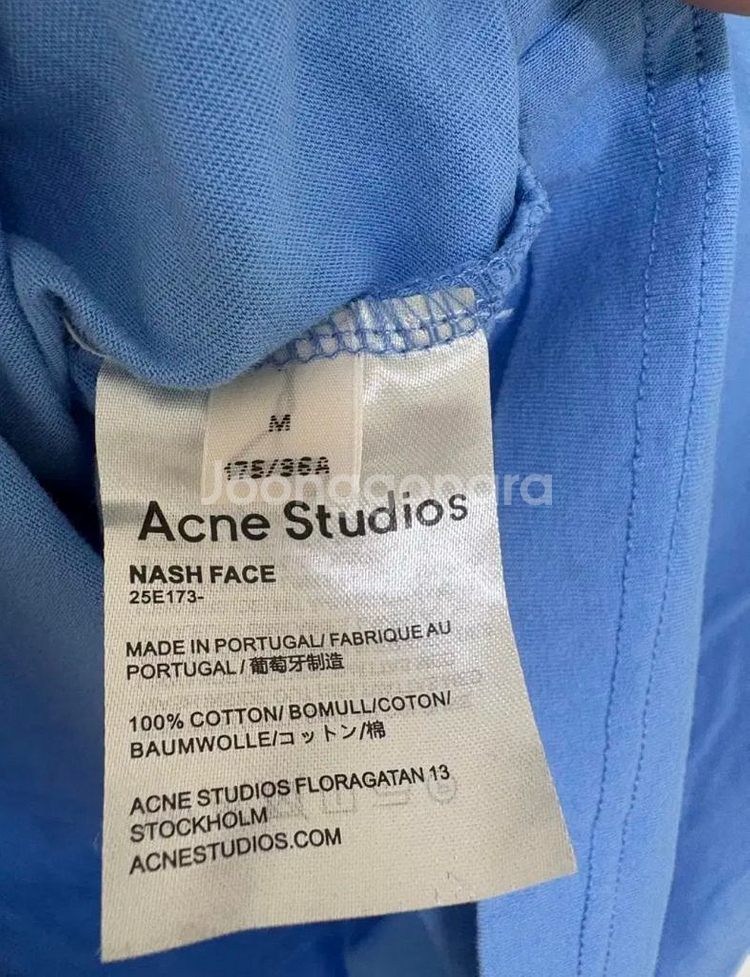 M
175/96A
Joongonara
Acne Studios
NASH FACE
25E173-
MADE IN PORTUGAL/ FABRIQUE AU
PORTUGAL / 葡萄牙制造
100% COTTON/ BOMULL/COTON/
BAUMWOLLE/コットン/棉
ACNE STUDIOS FLORAGATAN 13
STOCKHOLM
ACNESTUDIOS.COM